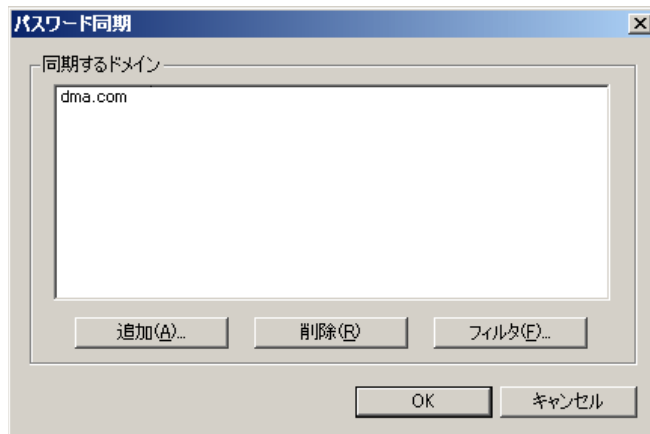 パスワード同期
同期するドメイン
dma.com
追加(A)...
削除(R)
フィルタ(F)...
OK
キャンセル